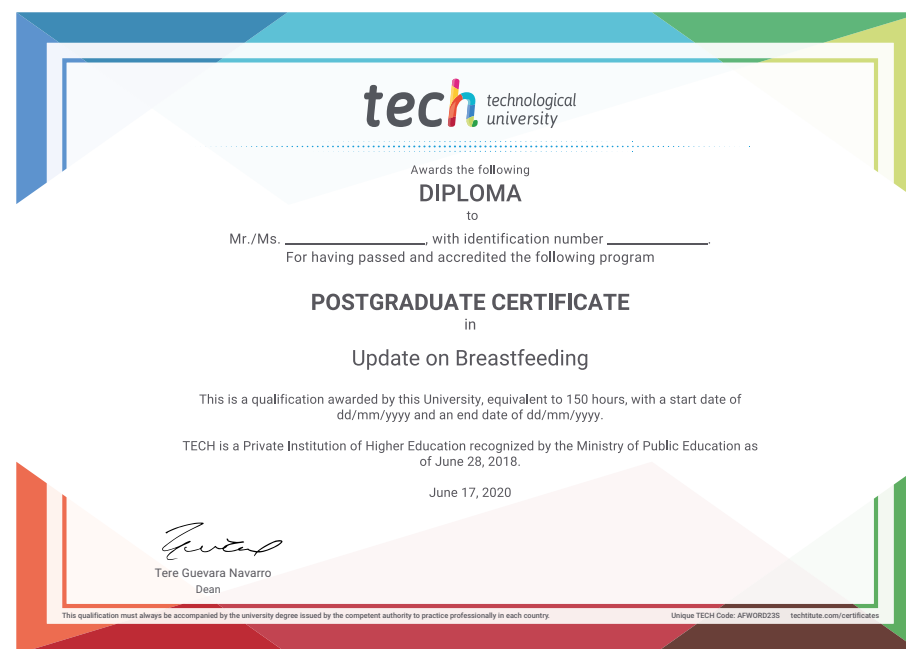 tech technological
university
Awards the following
DIPLOMA
to
Mr./Ms. ____________, with identification number ____________.
For having passed and accredited the following program
POSTGRADUATE CERTIFICATE
in
Update on Breastfeeding
This is a qualification awarded by this University, equivalent to 150 hours, with a start date of
dd/mm/yyyy and an end date of dd/mm/yyyy.
TECH is a Private Institution of Higher Education recognized by the Ministry of Public Education as
of June 28, 2018.
June 17, 2020
Tere Guevara Navarro
Dean
This qualification must always be accompanied by the university degree issued by the competent authority to practice professionally in each country.
Unique TECH Code: AFWORD23S techtitute.com/certificates